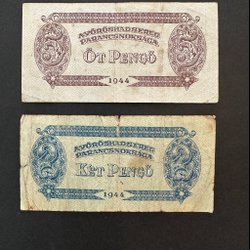 A VÖRÖSHADSEREG
PARANCSNOKSÁGA
ÖT PENGŐ
1944
A VÖRÖSHADSEREG
PARANCSNOKSÁGA
KÉT PENGŐ
1944